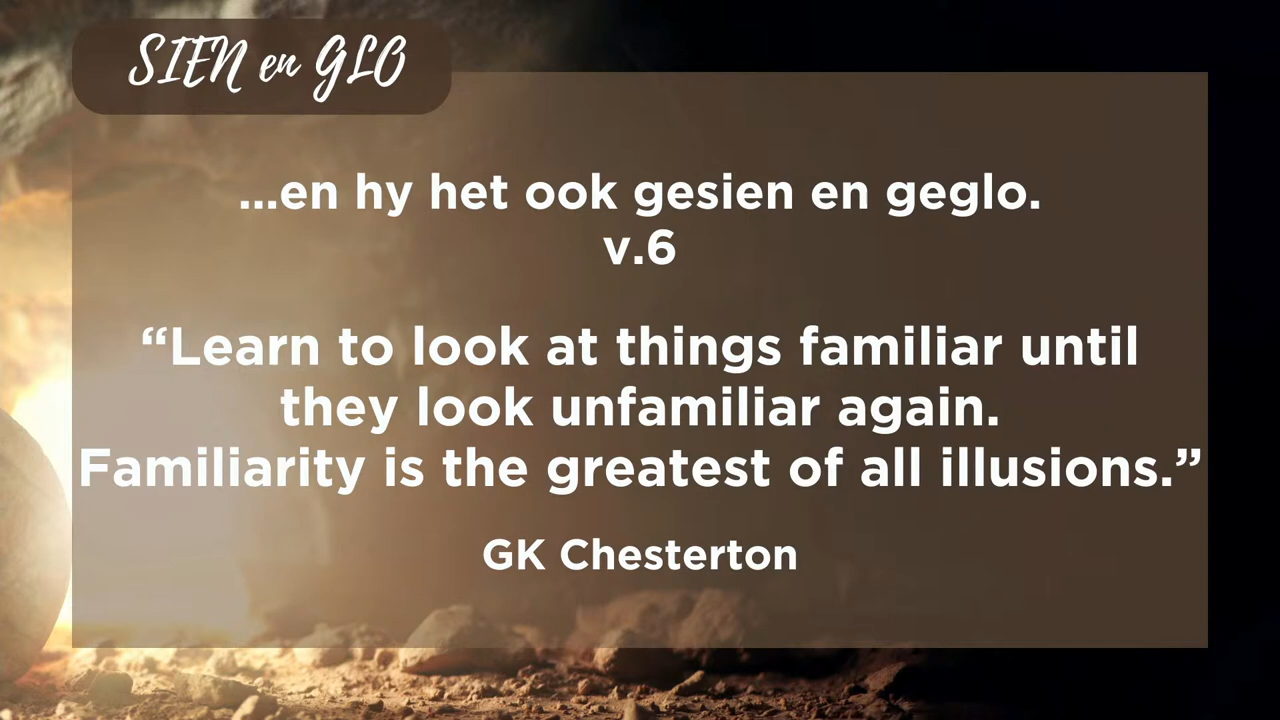 SIEN en GLO
...en hy het ook gesien en geglo.
v.6
“Learn to look at things familiar until
they look unfamiliar again.
Familiarity is the greatest of all illusions.”
GK Chesterton